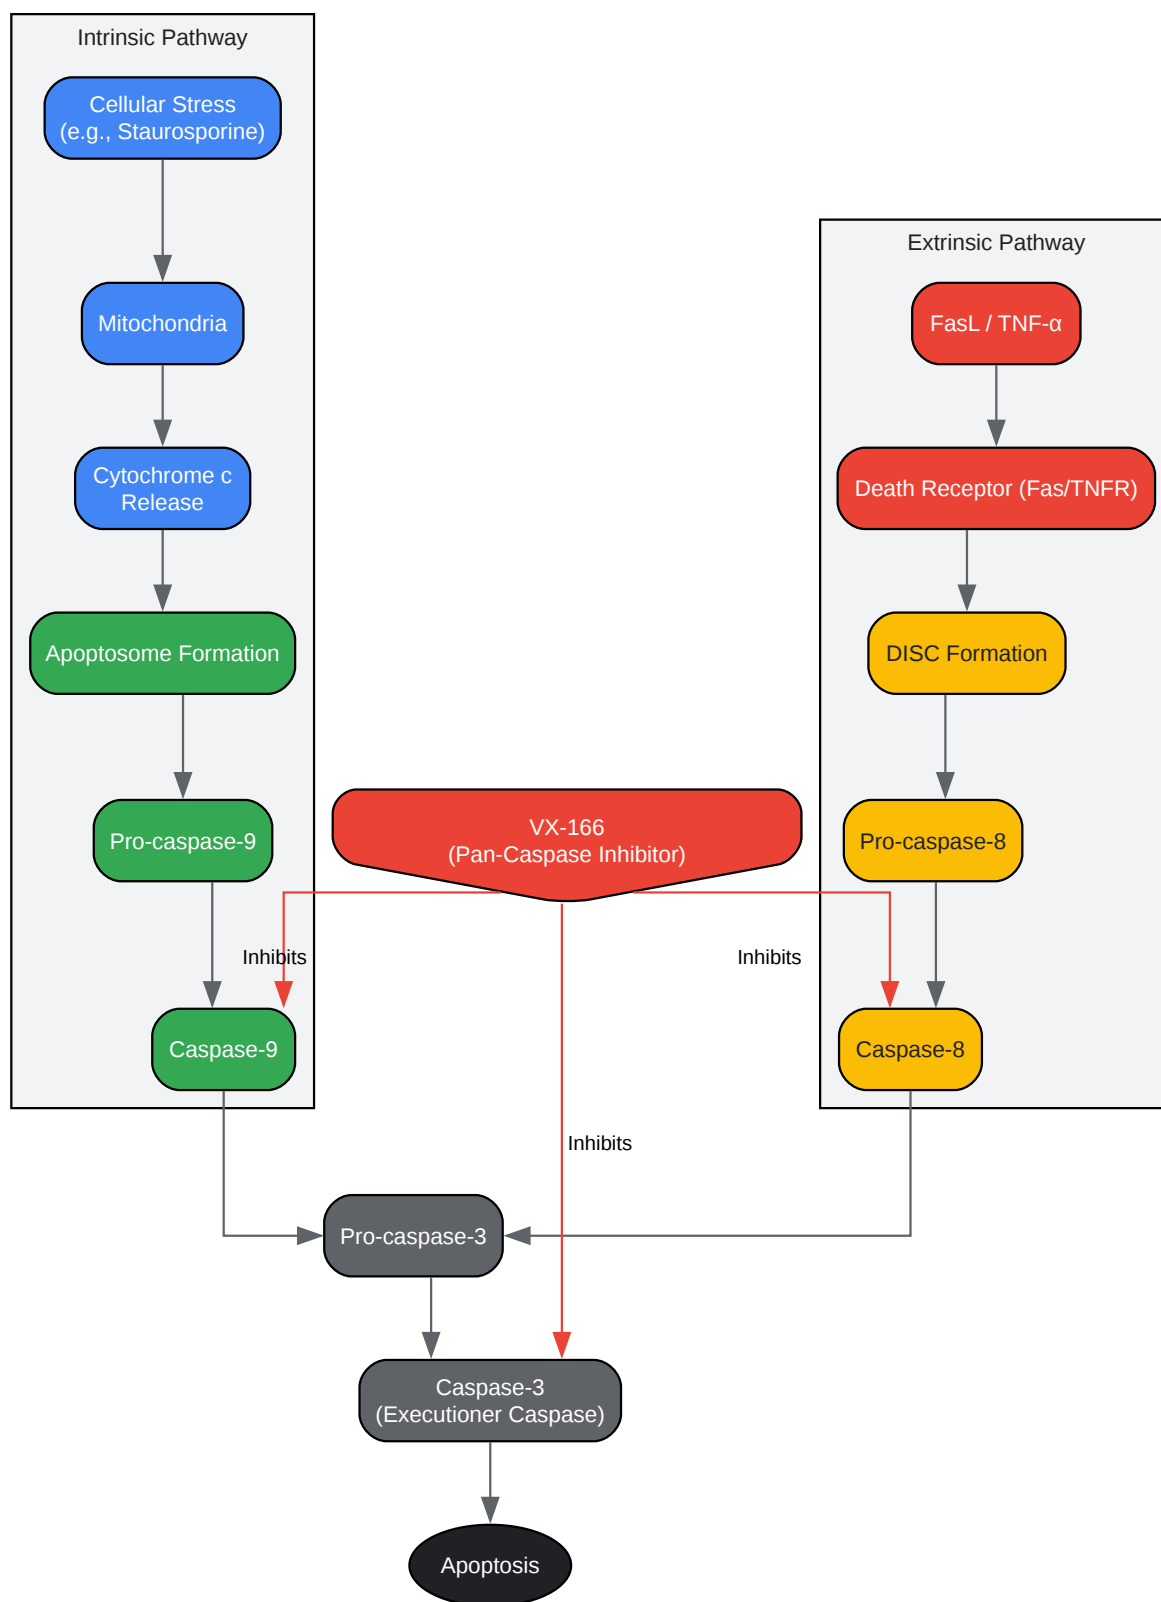 Intrinsic Pathway
Cellular Stress
(e.g., Staurosporine)
Mitochondria
Cytochrome c
Release
Apoptosome Formation
Pro-caspase-9
Caspase-9
Extrinsic Pathway
FasL / TNF-α
Death Receptor (Fas/TNFR)
DISC Formation
Pro-caspase-8
Caspase-8
VX-166
(Pan-Caspase Inhibitor)
Inhibits
Inhibits
Inhibits
Pro-caspase-3
Caspase-3
(Executioner Caspase)
Apoptosis